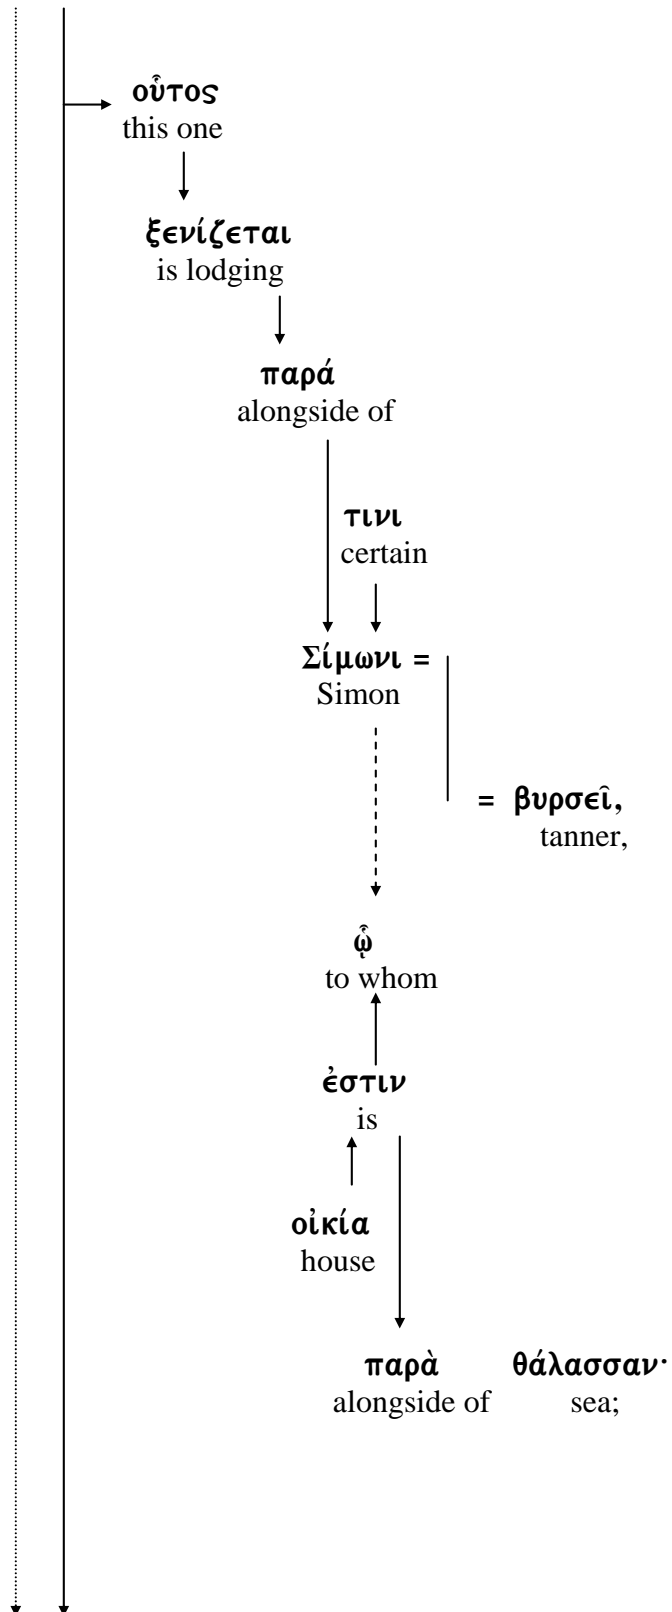 οὗτος
this one
ξενίζεται
is lodging
παρά
alongside of
τινι
certain
Σίμωνι =
Simon
= βυρσεῖ,
tanner,
ᾧ
to whom
ἐστιν
is
οἰκία
house
παρὰ θάλασσαν·
alongside of sea;